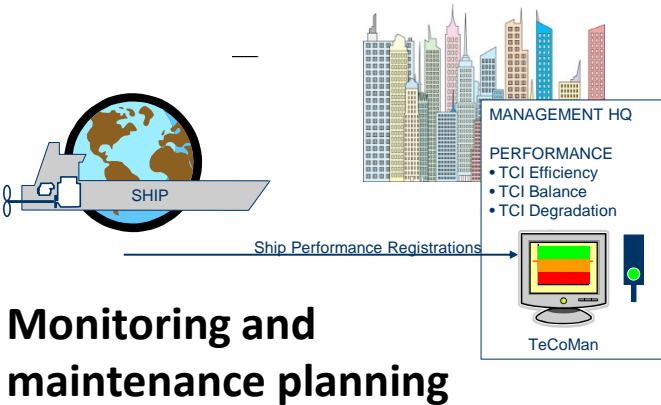 MANAGEMENT HQ
PERFORMANCE
• TCI Efficiency
• TCI Balance
• TCI Degradation
SHIP
Ship Performance Registrations
TeCoMan
Monitoring and
maintenance planning